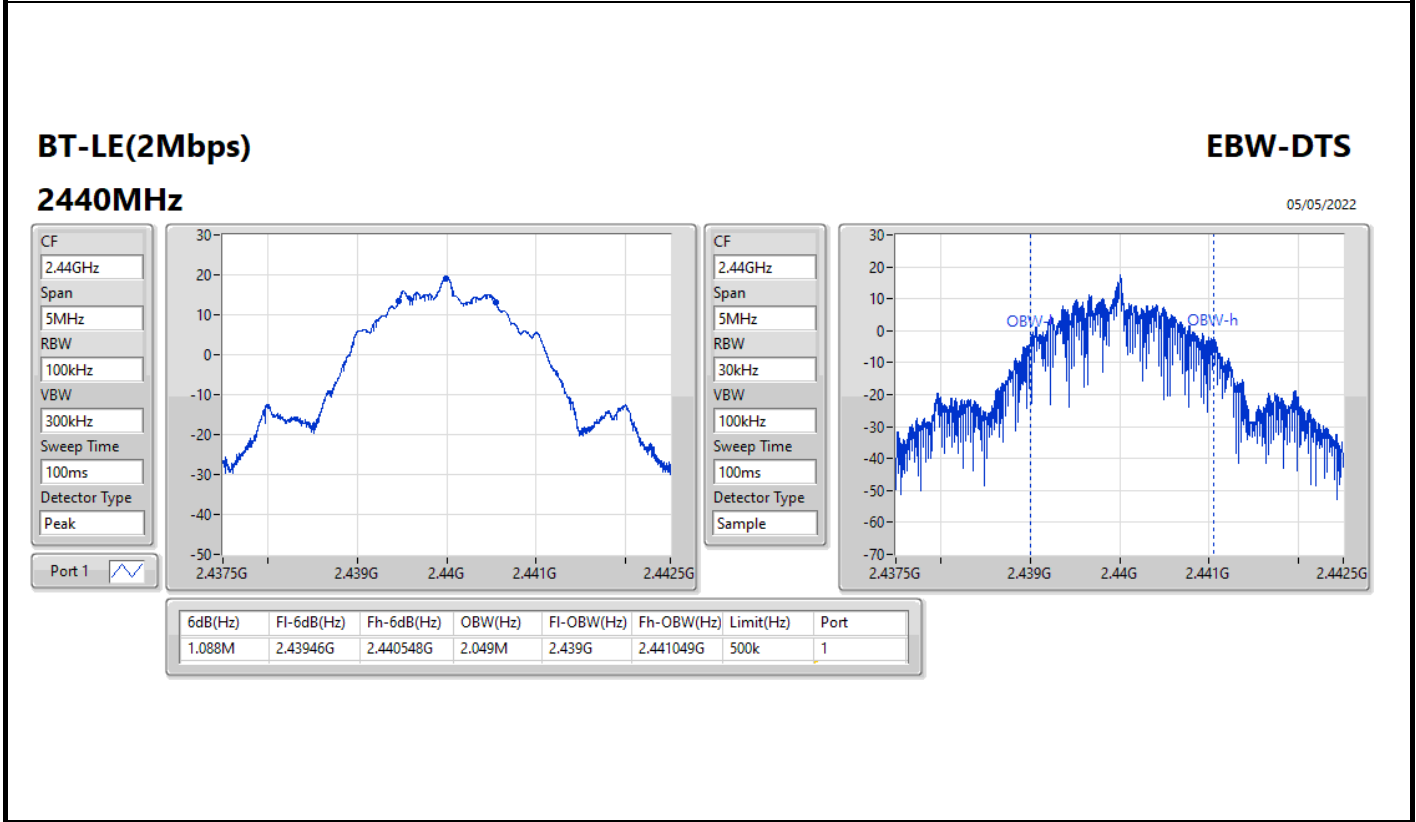 BT-LE(2Mbps)
EBW-DTS
2440MHz
05/05/2022
CF
2.44GHz
Span
5MHz
RBW
100kHz
VBW
300kHz
Sweep Time
100ms
Detector Type
Peak
Port 1
30
20
10
0
-10
-20
-30
-40
-50
2.4375G 2.439G 2.44G 2.441G 2.4425G
CF
2.44GHz
Span
5MHz
RBW
30kHz
VBW
100kHz
Sweep Time
100ms
Detector Type
Sample
30
20
10
0
-10
-20
-30
-40
-50
-60
-70
OBW-h
2.4375G 2.439G 2.44G 2.441G 2.4425G
6dB(Hz) Fl-6dB(Hz) Fh-6dB(Hz) OBW(Hz) Fl-OBW(Hz) Fh-OBW(Hz) Limit(Hz) Port
1.088M 2.43946G 2.440548G 2.049M 2.439G 2.441049G 500k 1